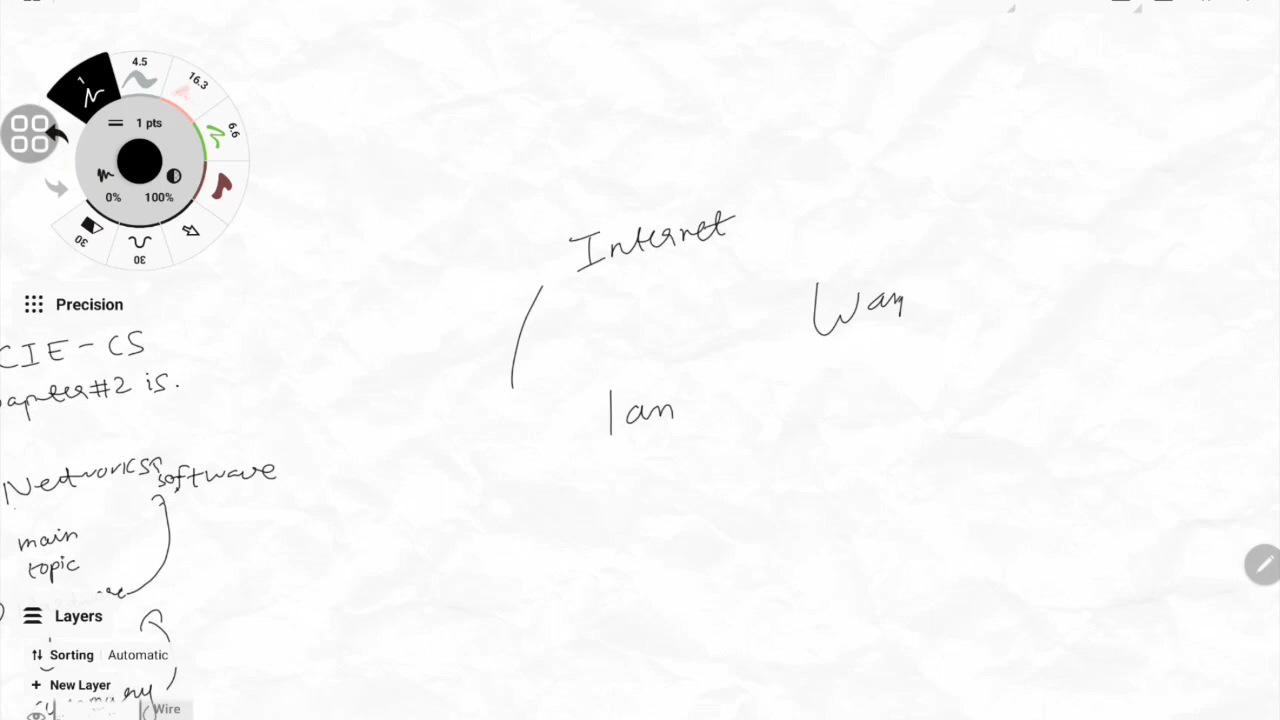 4.5
16.3
6.6
1
1 pts
0%
100%
30
30
Precision
CIE-CS
apter#2 is.
Internet
Wan
lan
Networks
software
main
topic
Layers
Sorting Automatic
+ New Layer
Wire